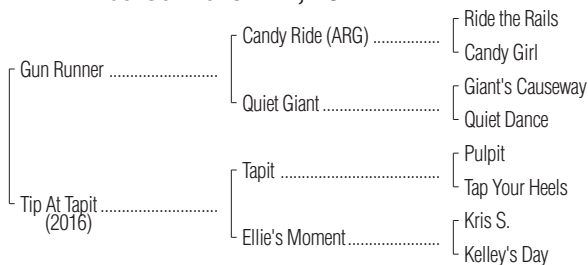 Ride the Rails
Candy Ride (ARG) ..................
Candy Girl
Gun Runner ...........................
Giant's Causeway
Quiet Giant .............................
Quiet Dance
Pulpit
Tapit ........................................
Tap Your Heels
Tip At Tapit .............................
(2016)
Kris S.
Ellie's Moment .......................
Kelley's Day